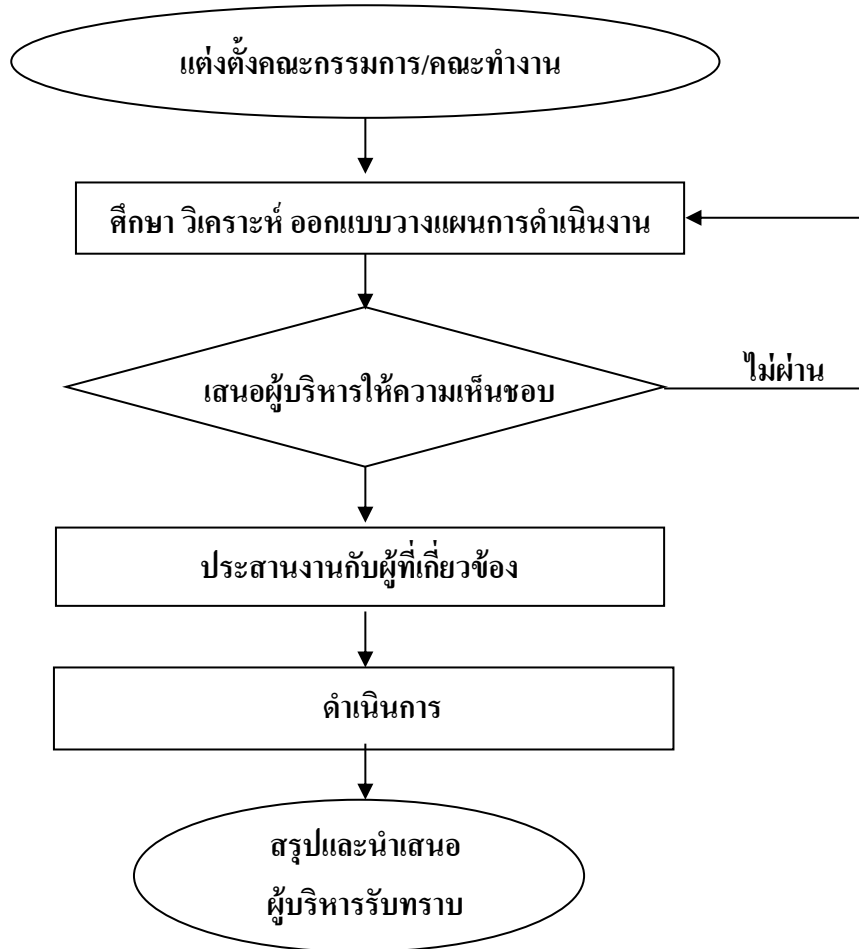 แต่งตั้งคณะกรรมการ/คณะทำงาน
ศึกษา วิเคราะห์ ออกแบบวางแผนการดำเนินงาน
เสนอผู้บริหารให้ความเห็นชอบ
ไม่ผ่าน
ประสานงานกับผู้ที่เกี่ยวข้อง
ดำเนินการ
สรุปและนำเสนอ
ผู้บริหารรับทราบ